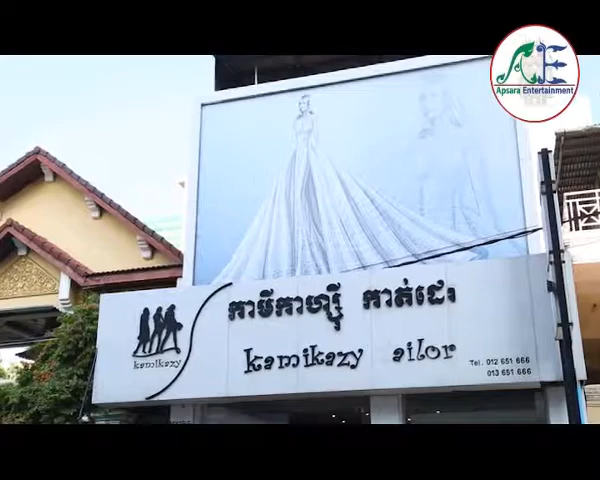 Apsara Entertainment
កាមីកាហ្ស៊ី កាត់ដេរ
kamikazy
kamikazy ailor
Tel. 012 651 666
013 651 666